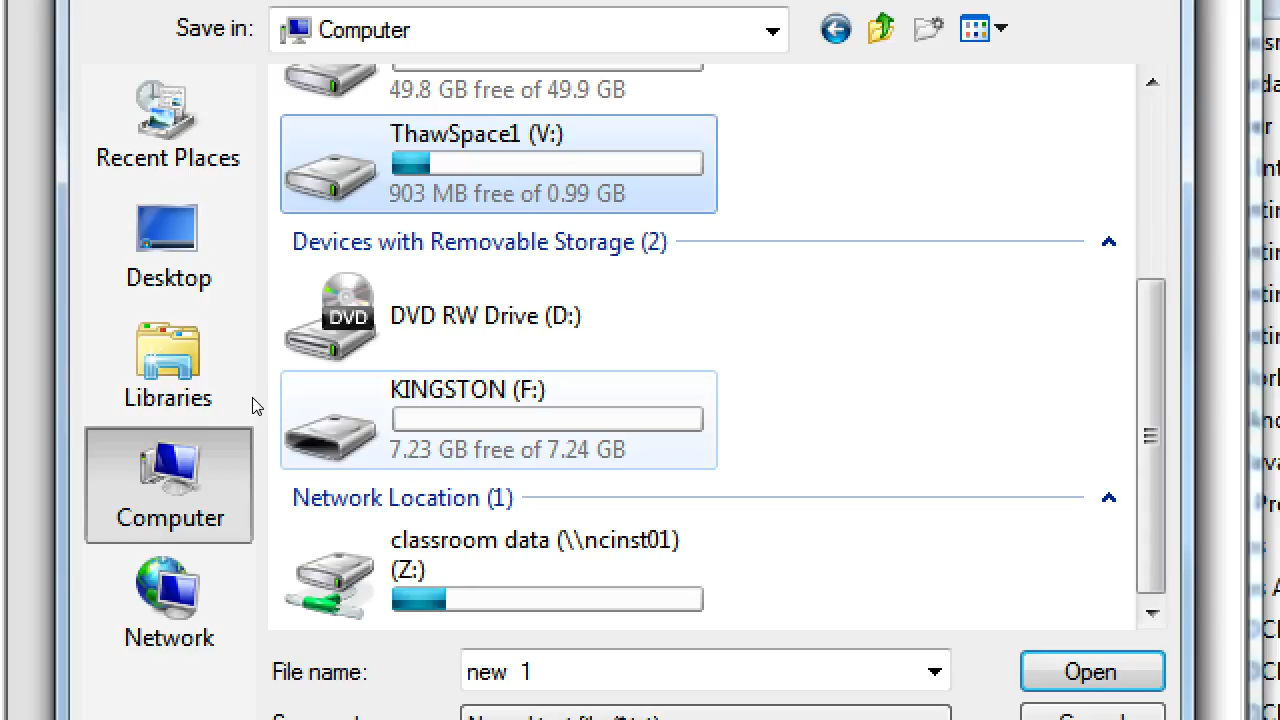 Save in:
Computer
49.8 GB free of 49.9 GB
Recent Places
ThawSpace1 (V:)
903 MB free of 0.99 GB
Desktop
Devices with Removable Storage (2)
DVD
DVD RW Drive (D:)
Libraries
KINGSTON (F:)
7.23 GB free of 7.24 GB
Computer
Network Location (1)
classroom data (\\ncinst01)
(Z:)
Network
File name:
new 1
Open